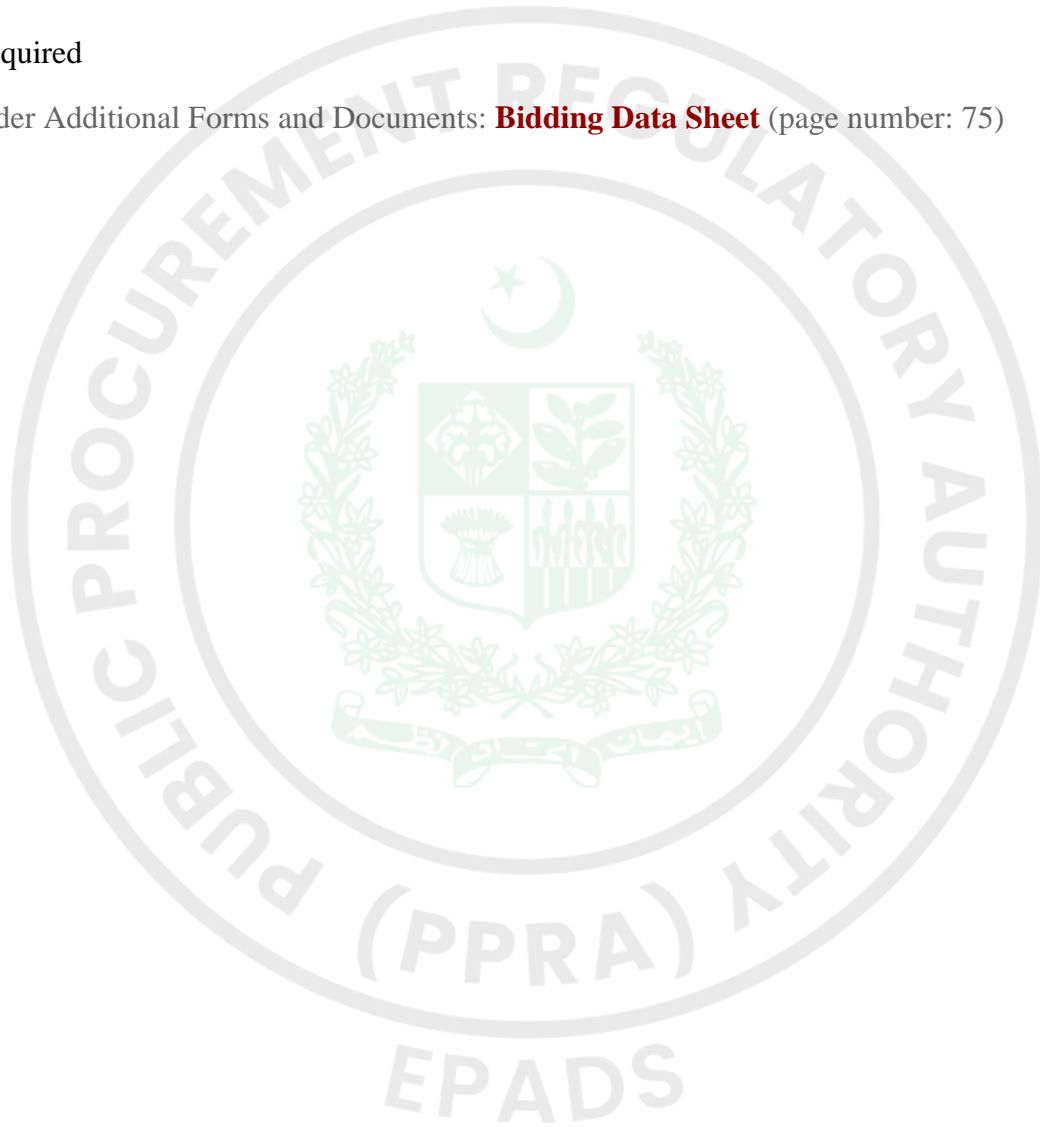 quired
der Additional Forms and Documents: Bidding Data Sheet (page number: 75)
PUBLIC PROCUREMENT REGULATORY AUTHORITY
(PPRA)
EPADS